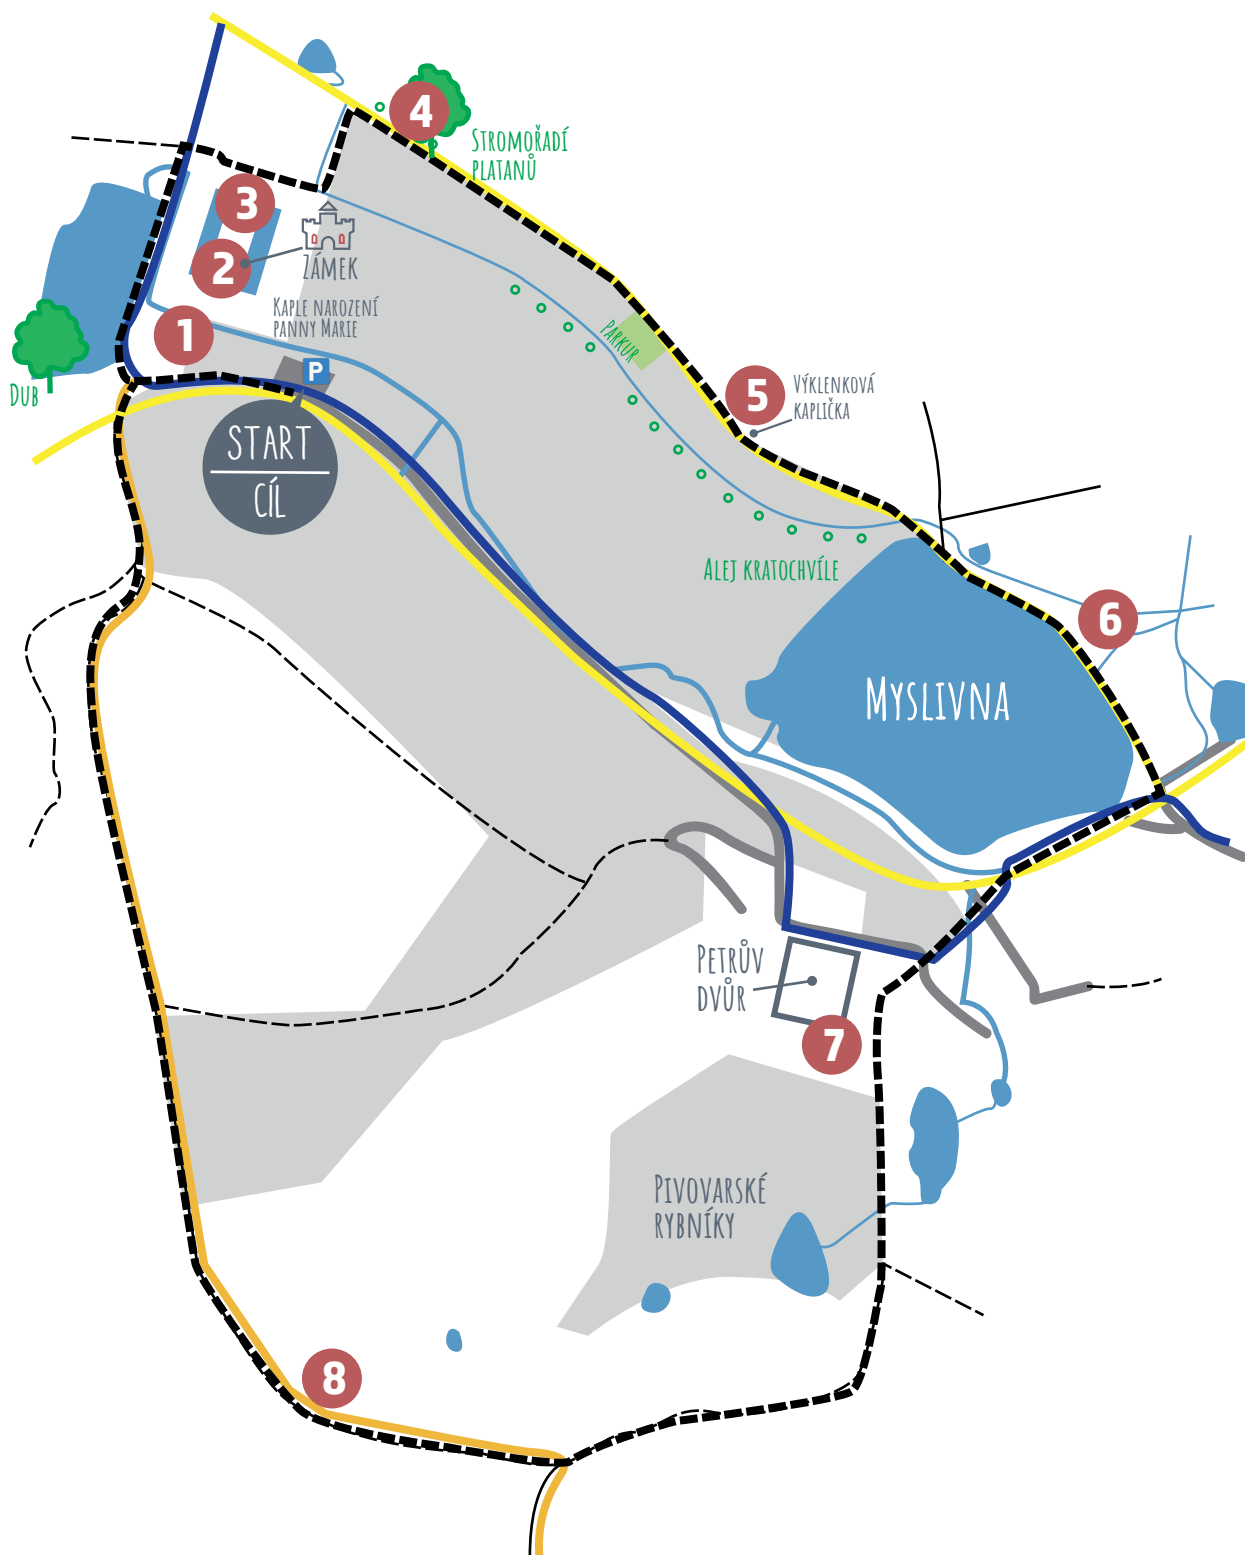 4
STROMOŘADÍ
PLATANŮ
3
2
ZÁMEK
KAPLE NAROZENÍ
PANNY MARIE
1
DUB
P
START
CÍL
PARKUR
5
VÝKLENKOVÁ
KAPLIČKA
ALEJ KRATOCHVÍLE
6
MYSLIVNA
PETRŮV
DVŮR
7
PIVOVARSKÉ
RYBNÍKY
8